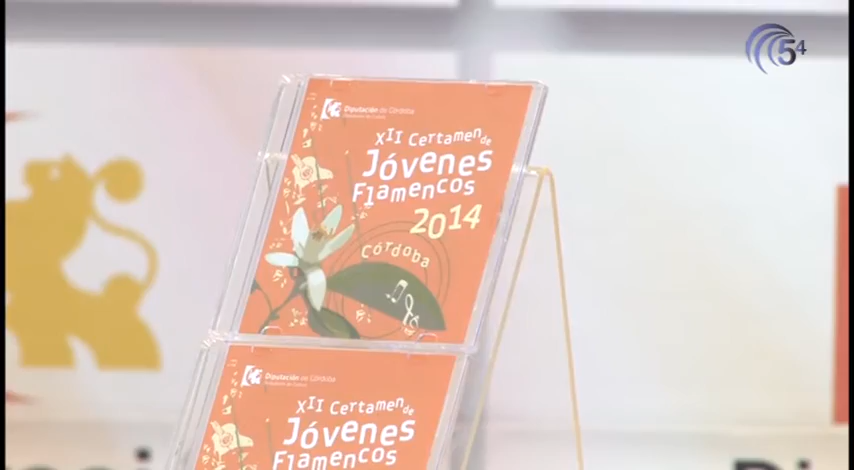 54
Diputación de Córdoba
XII Certamen de
Jóvenes
Flamencos
2014
Córdoba
Diputación de Córdoba
XII Certamen de
Jóvenes
Flamencos